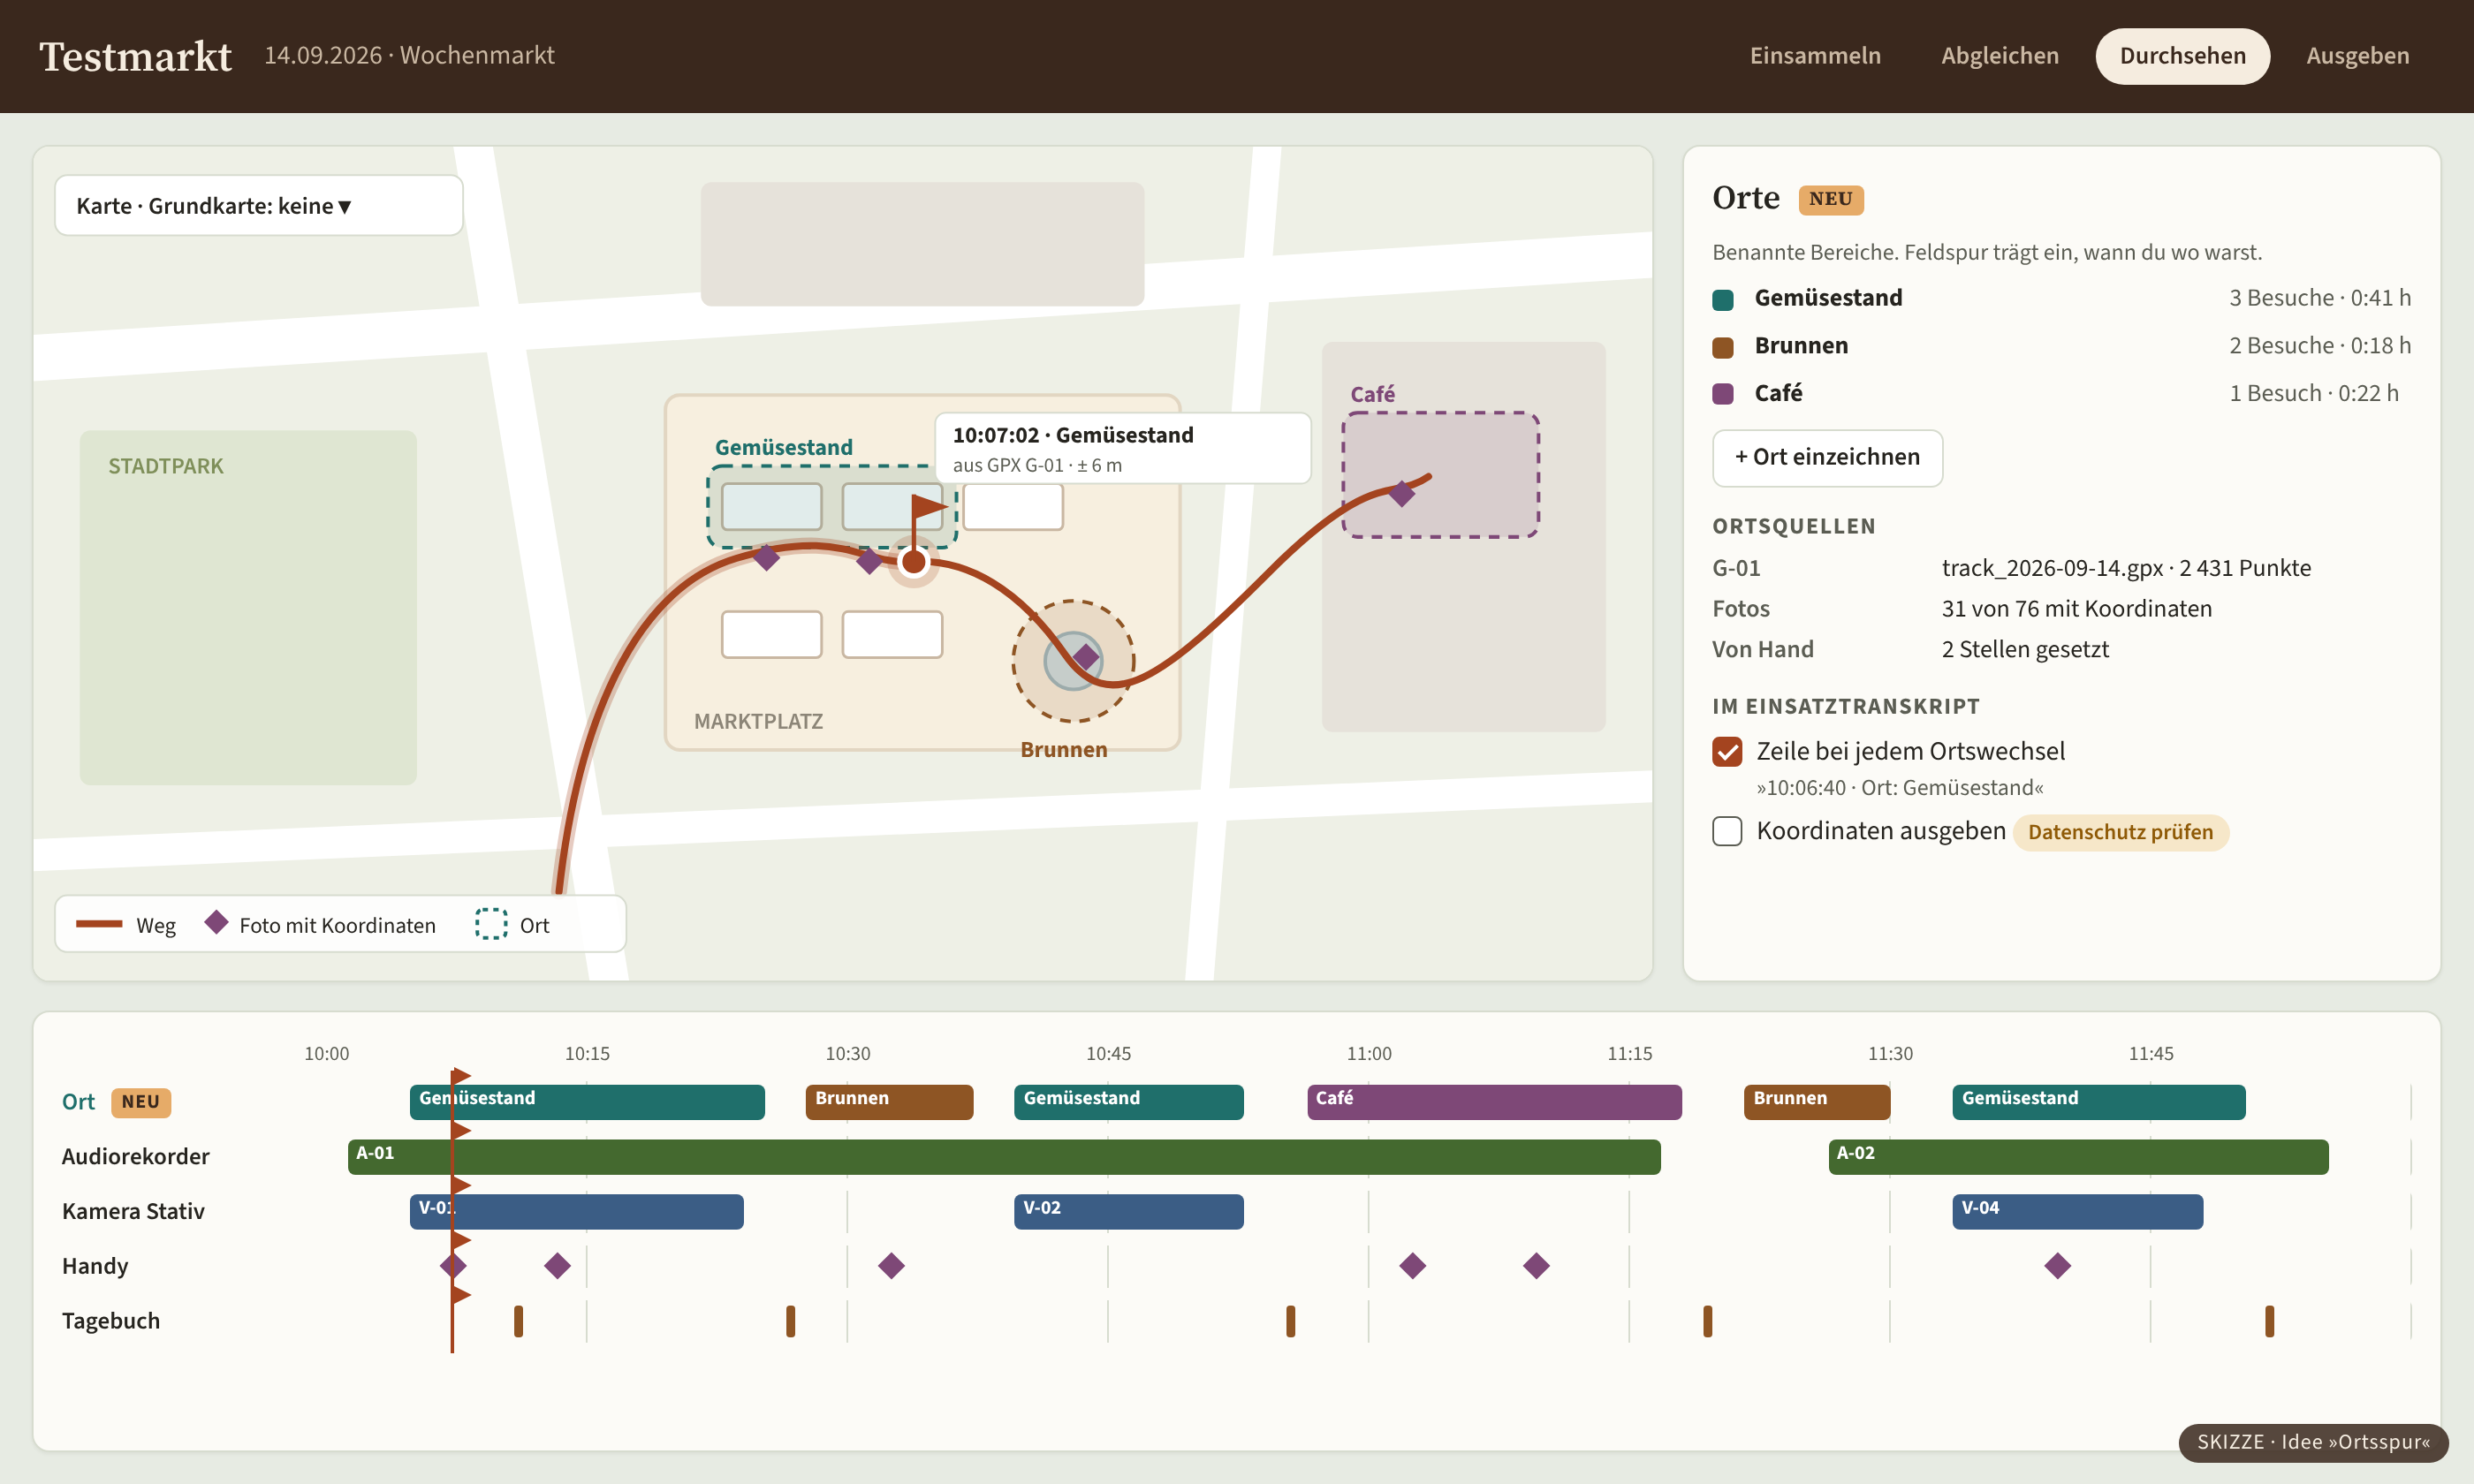 Testmarkt 14.09.2026 · Wochenmarkt Einsammeln Abgleichen Durchsehen Ausgeben
Karte · Grundkarte: keine ▾
STADTPARK
Gemüsestand
10:07:02 · Gemüsestand
aus GPX G-01 · ± 6 m
Café
MARKTPLATZ
Brunnen
Weg Foto mit Koordinaten Ort
Orte NEU
Benannte Bereiche. Feldspur trägt ein, wann du wo warst.
Gemüsestand 3 Besuche · 0:41 h
Brunnen 2 Besuche · 0:18 h
Café 1 Besuch · 0:22 h
+ Ort einzeichnen
ORTSQUELLEN
G-01 track_2026-09-14.gpx · 2 431 Punkte
Fotos 31 von 76 mit Koordinaten
Von Hand 2 Stellen gesetzt
IM EINSATZTRANSKRIPT
Zeile bei jedem Ortswechsel
»10:06:40 · Ort: Gemüsestand«
Koordinaten ausgeben Datenschutz prüfen
10:00 10:15 10:30 10:45 11:00 11:15 11:30 11:45
Ort NEU Gemüsestand Brunnen Gemüsestand Café Brunnen Gemüsestand
Audiorekorder A-01 A-02
Kamera Stativ V-01 V-02 V-04
Handy
Tagebuch
SKIZZE · Idee »Ortsspur«